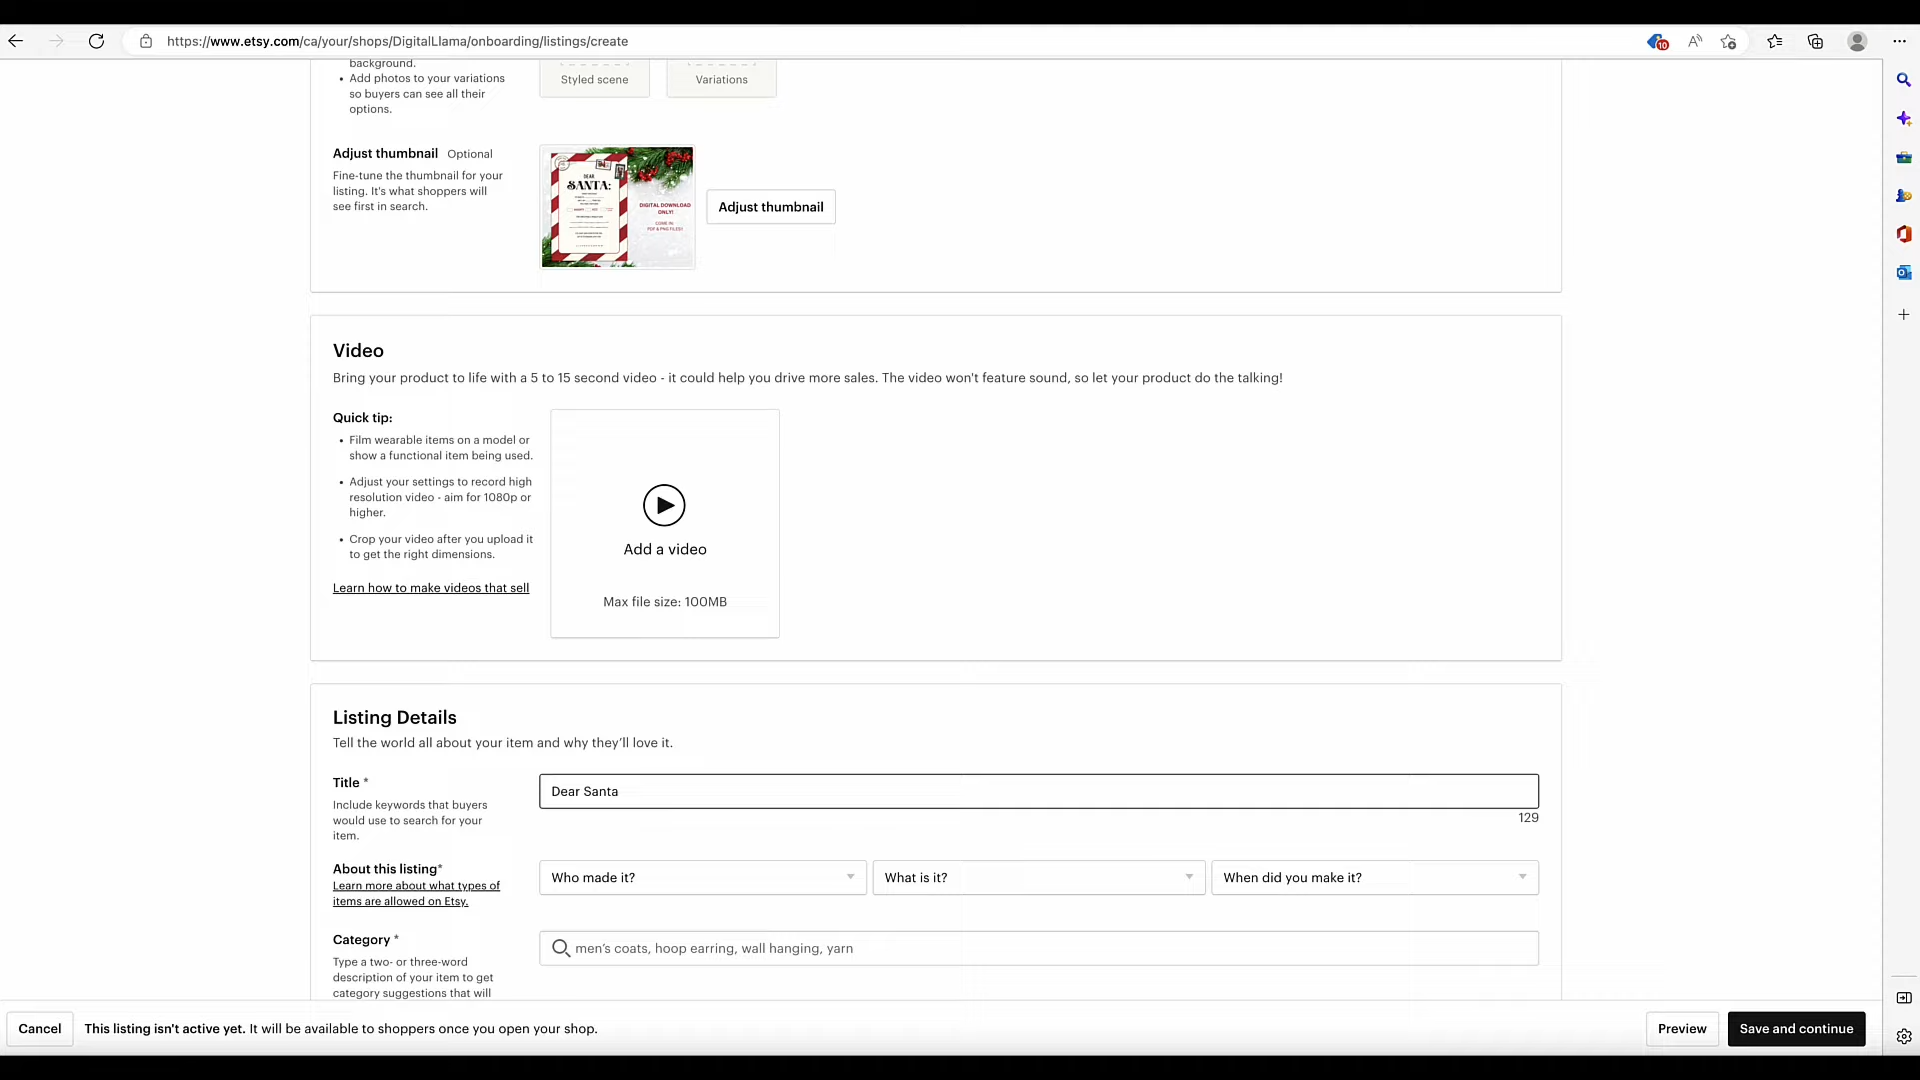 https://www.etsy.com/ca/your/shops/DigitalLlama/onboarding/listings/create
10
background.
Add photos to your variations
so buyers can see all their
options.
Styled scene
Variations
Adjust thumbnail Optional
Fine-tune the thumbnail for your
listing. It's what shoppers will
see first in search.
DEAR
SANTA:
DIGITAL DOWNLOAD
ONLY!
COME IN
PDF & PNG FILES!
Adjust thumbnail
Video
Bring your product to life with a 5 to 15 second video - it could help you drive more sales. The video won't feature sound, so let your product do the talking!
Quick tip:
Film wearable items on a model or
show a functional item being used.
Adjust your settings to record high
resolution video - aim for 1080p or
higher.
Crop your video after you upload it
to get the right dimensions.
Learn how to make videos that sell
Add a video
Max file size: 100MB
Listing Details
Tell the world all about your item and why they’ll love it.
Title *
Include keywords that buyers
would use to search for your
item.
Dear Santa
129
About this listing*
Learn more about what types of
items are allowed on Etsy.
Who made it?
What is it?
When did you make it?
Category *
Type a two- or three-word
description of your item to get
category suggestions that will
men’s coats, hoop earring, wall hanging, yarn
Cancel
This listing isn't active yet. It will be available to shoppers once you open your shop.
Preview
Save and continue